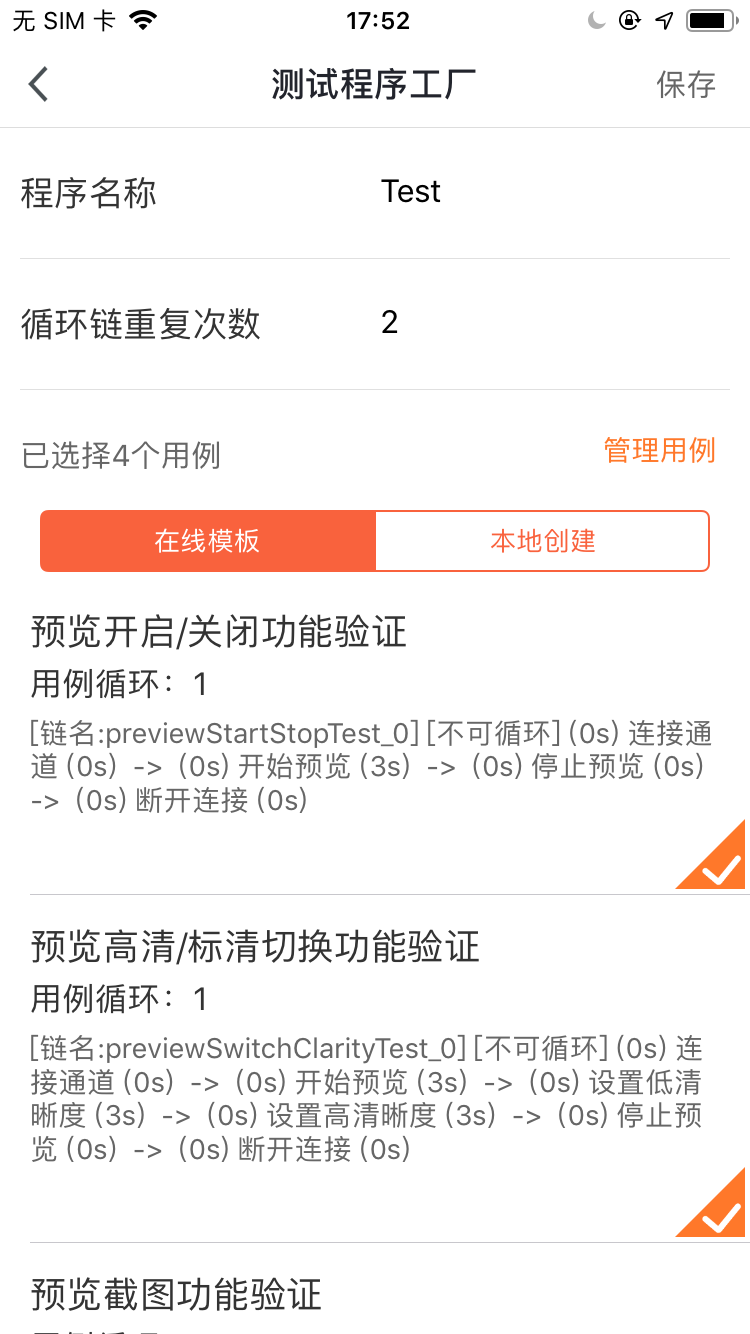 无 SIM 卡
17:52
测试程序工厂
保存
程序名称
Test
循环链重复次数
2
已选择4个用例
管理用例
在线模板
本地创建
预览开启/关闭功能验证
用例循环：1
[链名:previewStartStopTest_0][不可循环](0s) 连接通
道 (0s)  ->  (0s) 开始预览 (3s)  ->  (0s) 停止预览 (0s)
->  (0s) 断开连接 (0s)
预览高清/标清切换功能验证
用例循环：1
[链名:previewSwitchClarityTest_0][不可循环](0s) 连
接通道 (0s)  ->  (0s) 开始预览 (3s)  ->  (0s) 设置低清
晰度 (3s)  ->  (0s) 设置高清晰度 (3s)  ->  (0s) 停止预
览 (0s)  ->  (0s) 断开连接 (0s)
预览截图功能验证